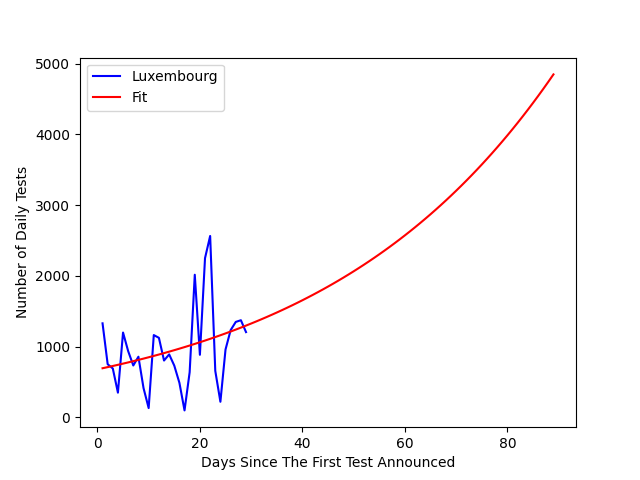 Luxembourg
Fit
5000
4000
3000
2000
1000
0
Number of Daily Tests
0 20 40 60 80
Days Since The First Test Announced